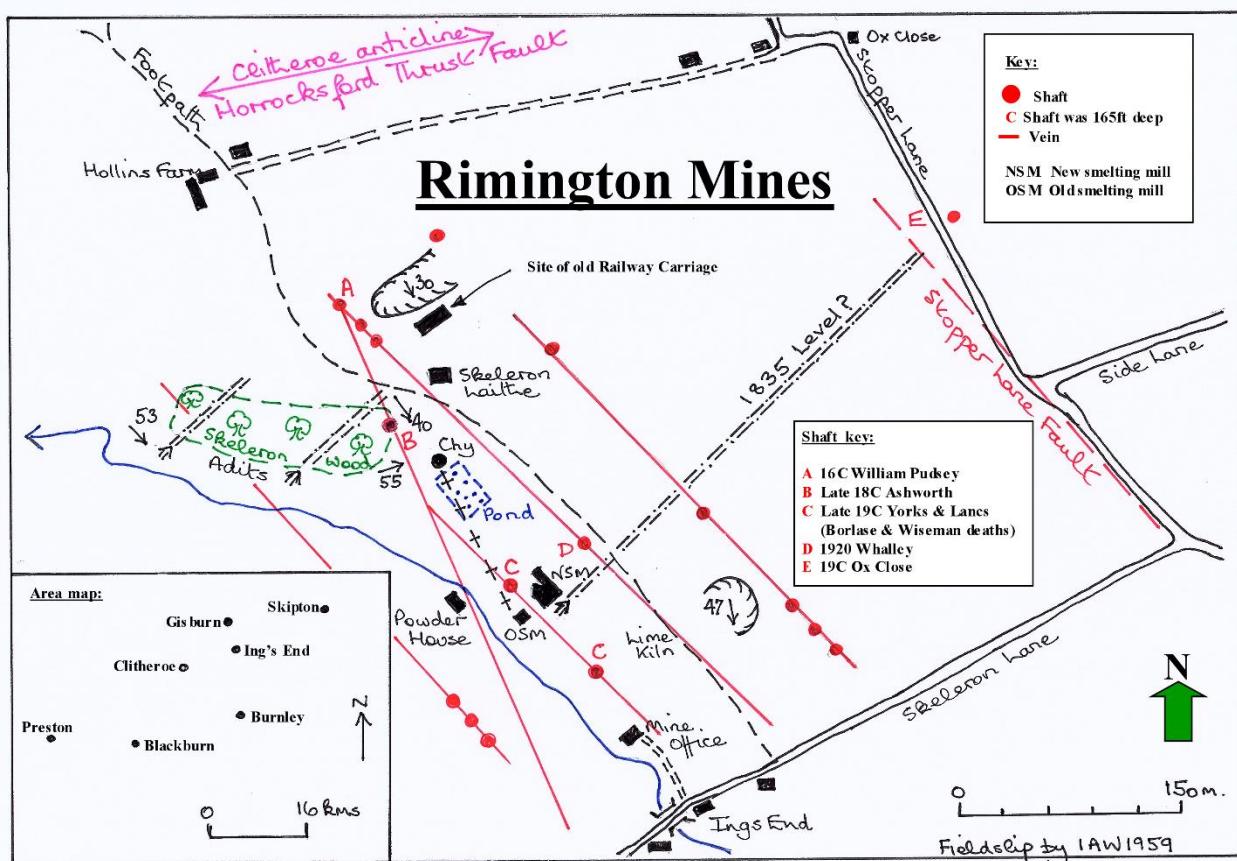 Clitheroe anticline
Horrocksford Thrust Fault
Footpath
Hollins Farm
Rimington Mines
Ox Close
Skopper Lane
Key:
Shaft
C Shaft was 165ft deep
Vein
NSM New smelting mill
OSM Old smelting mill
E
A
30
Site of old Railway Carriage
Skeleron
Laithe
1835 Level?
Skopper Lane Fault
Side Lane
53
Skeleron
Wood
Adits
40
B
55
Chy
Pond
Shaft key:
A 16C William Pudsey
B Late 18C Ashworth
C Late 19C Yorks & Lancs
(Borlase & Wiseman deaths)
D 1920 Whalley
E 19C Ox Close
D
C
NSM
OSM
Powder
House
47
Lime
Kiln
C
Skeleron Lane
Mine
Office
Ings End
N
0
150m.
Fieldslip by IAW1959
Area map:
Skipton
Gisburn
Ing's End
Clitheroe
Burnley
Preston
Blackburn
N
0
16 kms